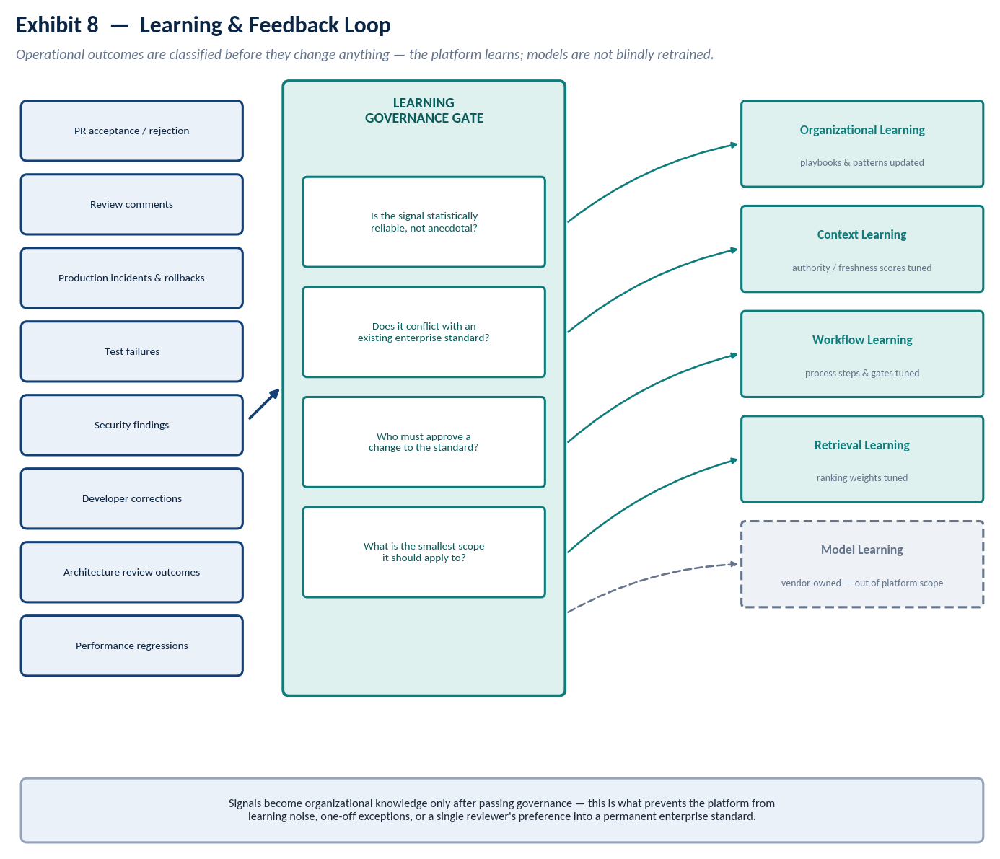 Exhibit 8 — Learning & Feedback Loop
Operational outcomes are classified before they change anything — the platform learns; models are not blindly retrained.
PR acceptance / rejection
Review comments
Production incidents & rollbacks
Test failures
Security findings
Developer corrections
Architecture review outcomes
Performance regressions
LEARNING
GOVERNANCE GATE
Is the signal statistically
reliable, not anecdotal?
Does it conflict with an
existing enterprise standard?
Who must approve a
change to the standard?
What is the smallest scope
it should apply to?
Organizational Learning
playbooks & patterns updated
Context Learning
authority / freshness scores tuned
Workflow Learning
process steps & gates tuned
Retrieval Learning
ranking weights tuned
Model Learning
vendor-owned — out of platform scope
Signals become organizational knowledge only after passing governance — this is what prevents the platform from
learning noise, one-off exceptions, or a single reviewer's preference into a permanent enterprise standard.